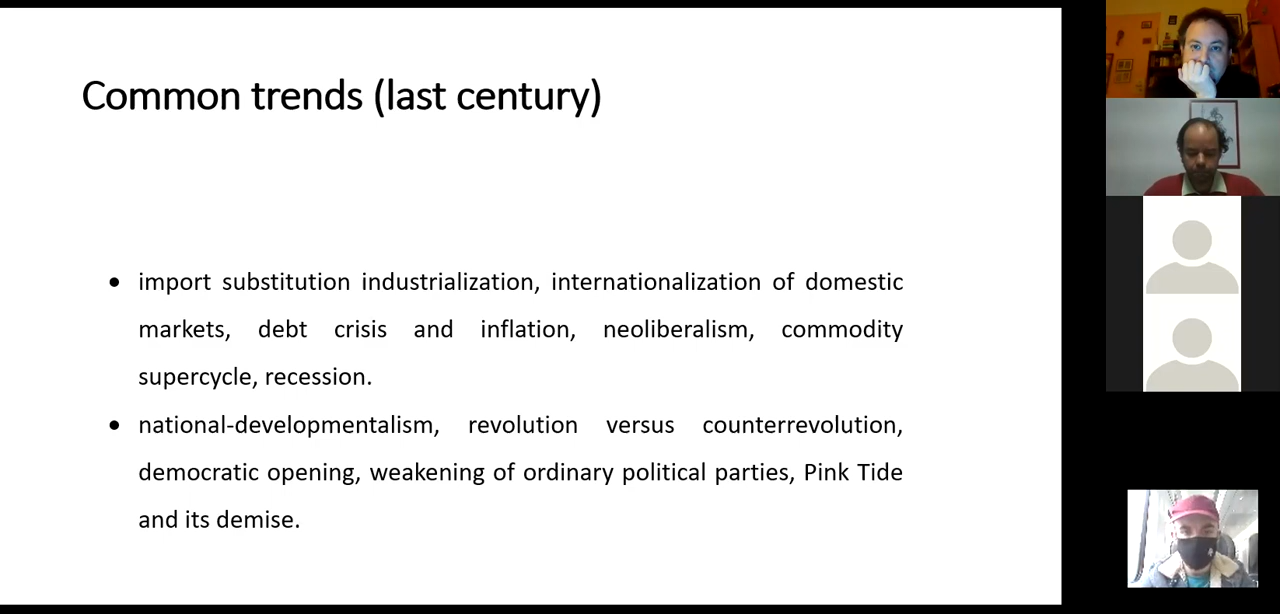 Common trends (last century)
import substitution industrialization, internationalization of domestic
markets, debt crisis and inflation, neoliberalism, commodity
supercycle, recession.
national-developmentalism, revolution versus counterrevolution,
democratic opening, weakening of ordinary political parties, Pink Tide
and its demise.